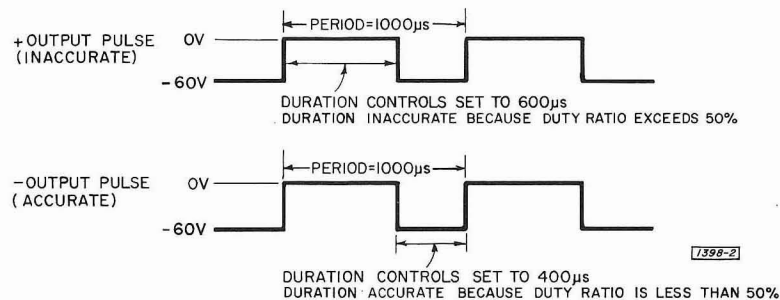 PERIOD=1000μs
+OUTPUT PULSE
(INACCURATE)
0V
-60V
DURATION CONTROLS SET TO 600μs
DURATION INACCURATE BECAUSE DUTY RATIO EXCEEDS 50%
PERIOD=1000μs
-OUTPUT PULSE
(ACCURATE)
0V
-60V
1398-2
DURATION CONTROLS SET TO 400μs
DURATION ACCURATE BECAUSE DUTY RATIO IS LESS THAN 50%